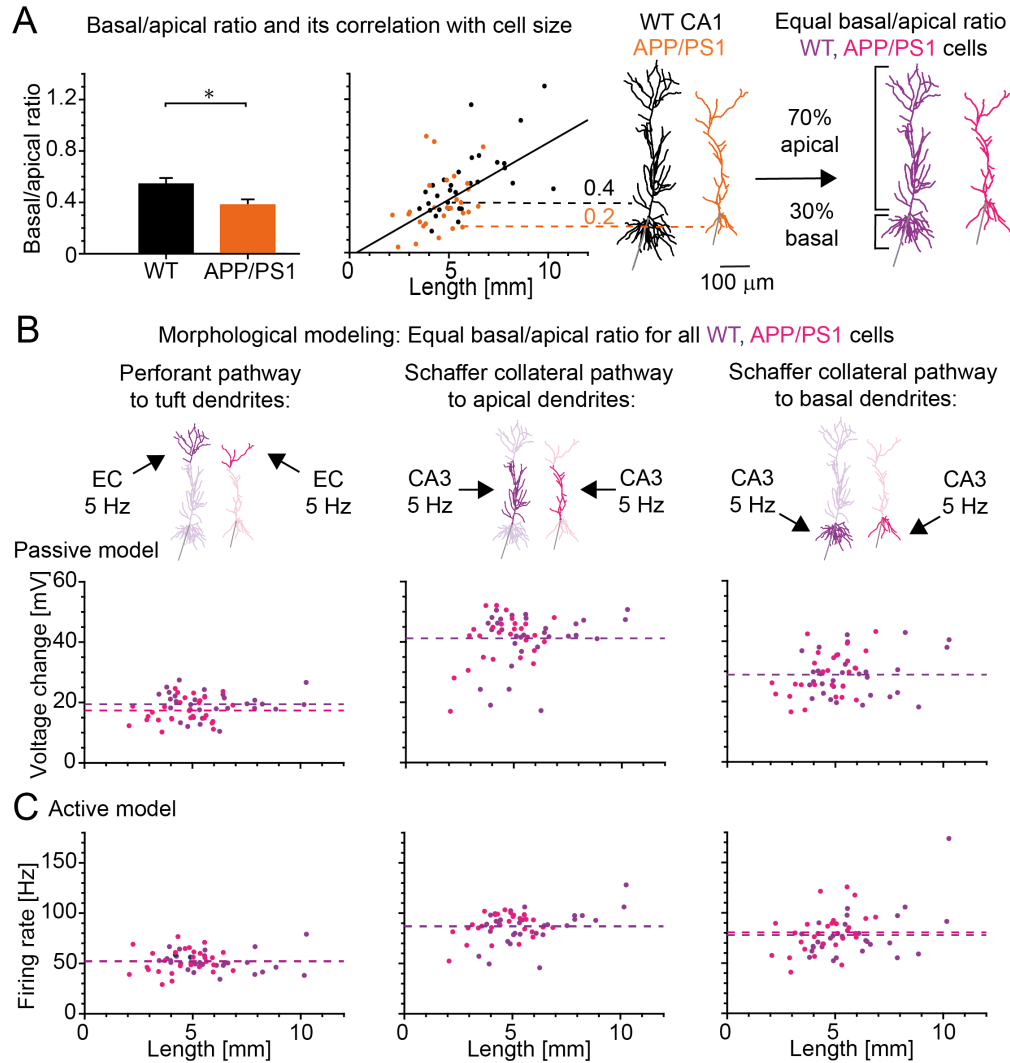 A
Basal/apical ratio and its correlation with cell size
WT CA1
APP/PS1
Equal basal/apical ratio
WT, APP/PS1 cells
Basal/apical ratio
1.2
0.8
0.4
0
*
WT
APP/PS1
0
5
10
Length [mm]
0.4
0.2
100 μm
70%
apical
30%
basal
B
Morphological modeling: Equal basal/apical ratio for all WT, APP/PS1 cells
Perforant pathway
to tuft dendrites:
EC
5 Hz
EC
5 Hz
Schaffer collateral pathway
to apical dendrites:
CA3
5 Hz
CA3
5 Hz
Schaffer collateral pathway
to basal dendrites:
CA3
5 Hz
CA3
5 Hz
Passive model
Voltage change [mV]
60
40
20
0
C
Active model
Firing rate [Hz]
150
100
50
0
0
5
10
Length [mm]
0
5
10
Length [mm]
0
5
10
Length [mm]